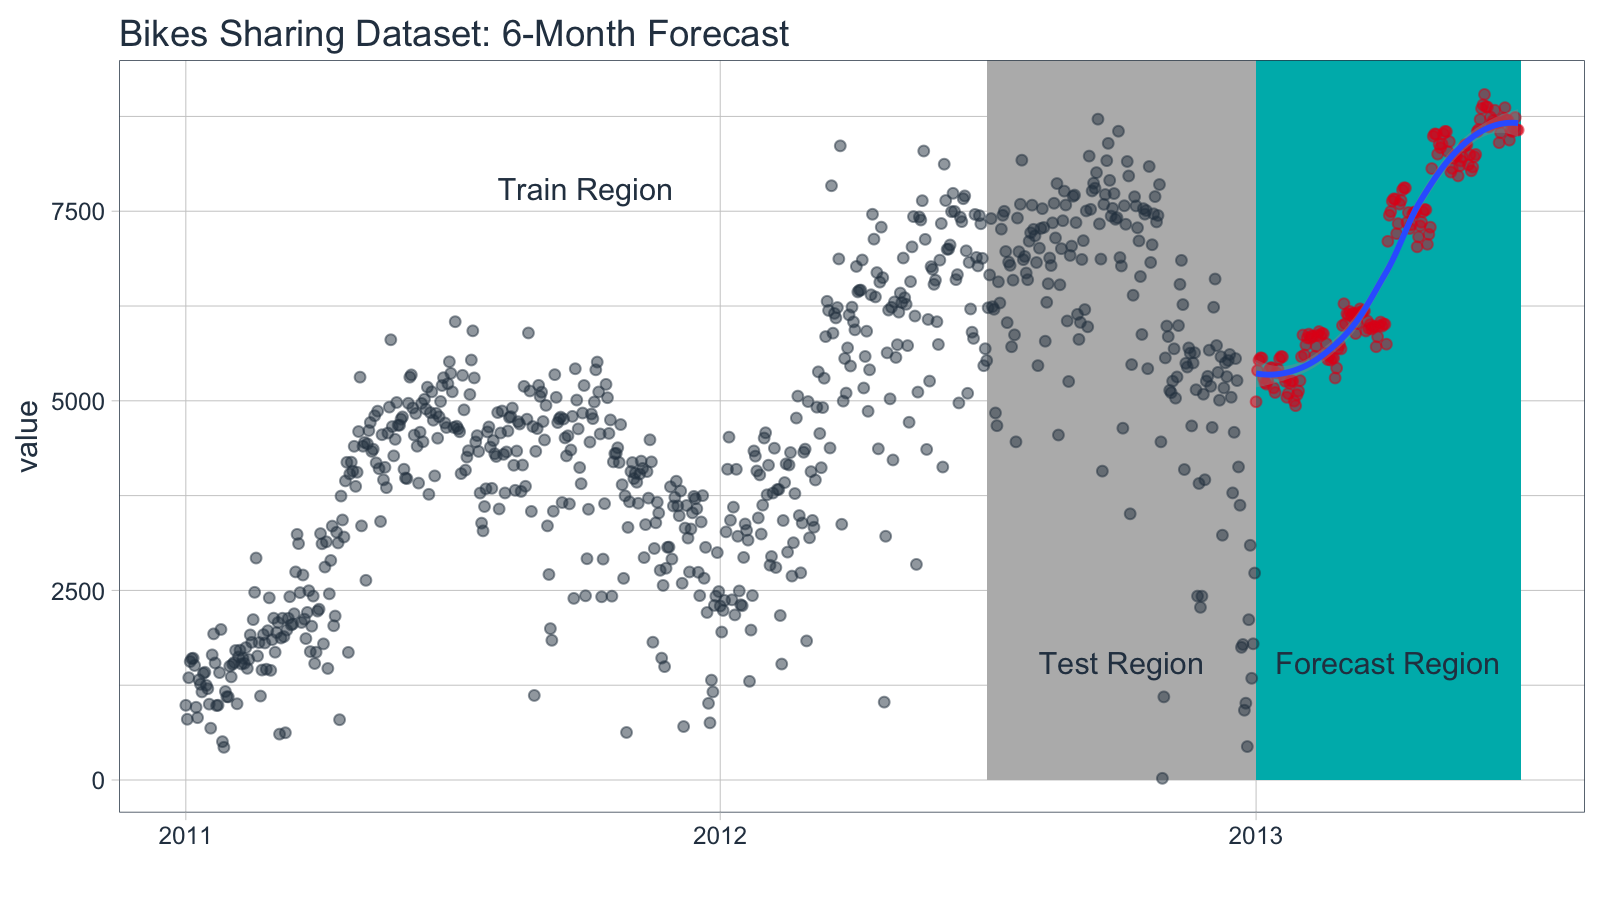 Bikes Sharing Dataset: 6-Month Forecast
Train Region
7500
5000
value
2500
Test Region
Forecast Region
0
2011
2012
2013